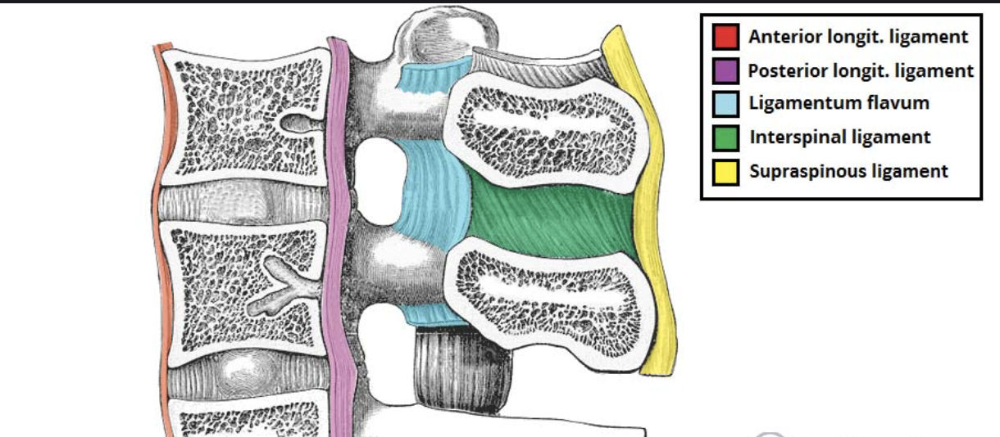 Anterior longit. ligament
Posterior longit. ligament
Ligamentum flavum
Interspinal ligament
Supraspinous ligament